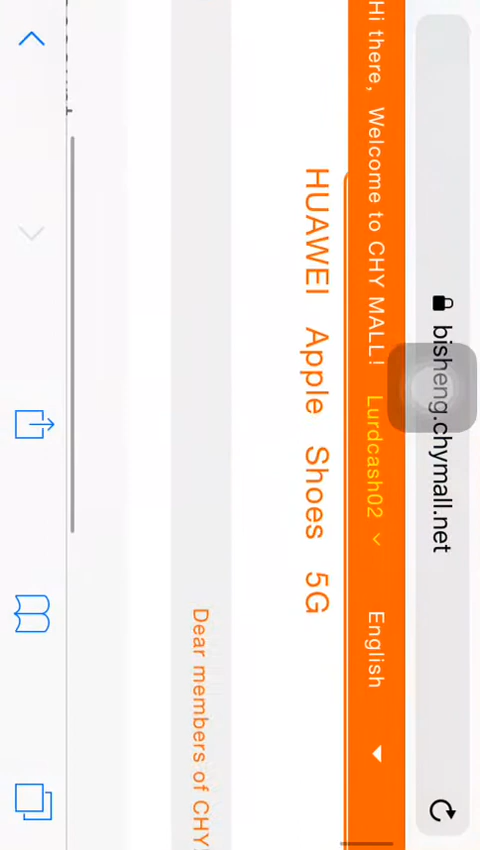 bisheng.chymall.net
Hi there, Welcome to CHY MALL! Lurdcash02 English
HUAWEI Apple Shoes 5G
Dear members of CHY